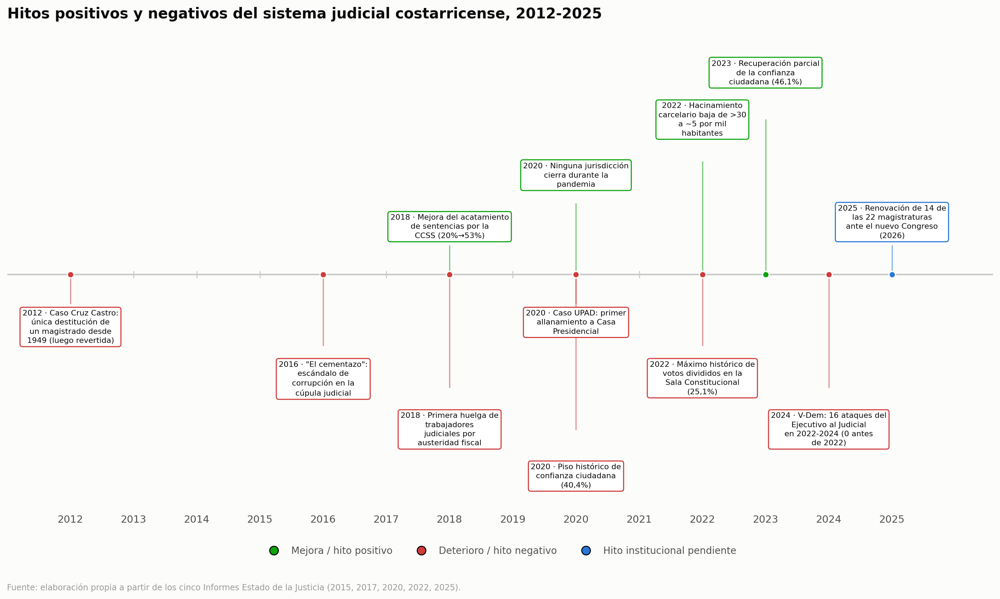 Hitos positivos y negativos del sistema judicial costarricense, 2012-2025
2023 · Recuperación parcial
de la confianza
ciudadana (46,1%)
2022 · Hacinamiento
carcelario baja de >30
a ~5 por mil
habitantes
2020 · Ninguna jurisdicción
cierra durante la
pandemia
2018 · Mejora del acatamiento
de sentencias por la
CCSS (20%→53%)
2025 · Renovación de 14 de
las 22 magistraturas
ante el nuevo Congreso
(2026)
2012 · Caso Cruz Castro:
única destitución de
un magistrado desde
1949 (luego revertida)
2020 · Caso UPAD: primer
allanamiento a Casa
Presidencial
2016 · "El cementazo":
escándalo de
corrupción en la
cúpula judicial
2022 · Máximo histórico de
votos divididos en la
Sala Constitucional
(25,1%)
2018 · Primera huelga de
trabajadores
judiciales por
austeridad fiscal
2024 · V-Dem: 16 ataques del
Ejecutivo al Judicial
en 2022-2024 (0 antes
de 2022)
2020 · Piso histórico de
confianza ciudadana
(40,4%)
2012 2013 2014 2015 2016 2017 2018 2019 2020 2021 2022 2023 2024 2025
Mejora / hito positivo Deterioro / hito negativo Hito institucional pendiente
Fuente: elaboración propia a partir de los cinco Informes Estado de la Justicia (2015, 2017, 2020, 2022, 2025).